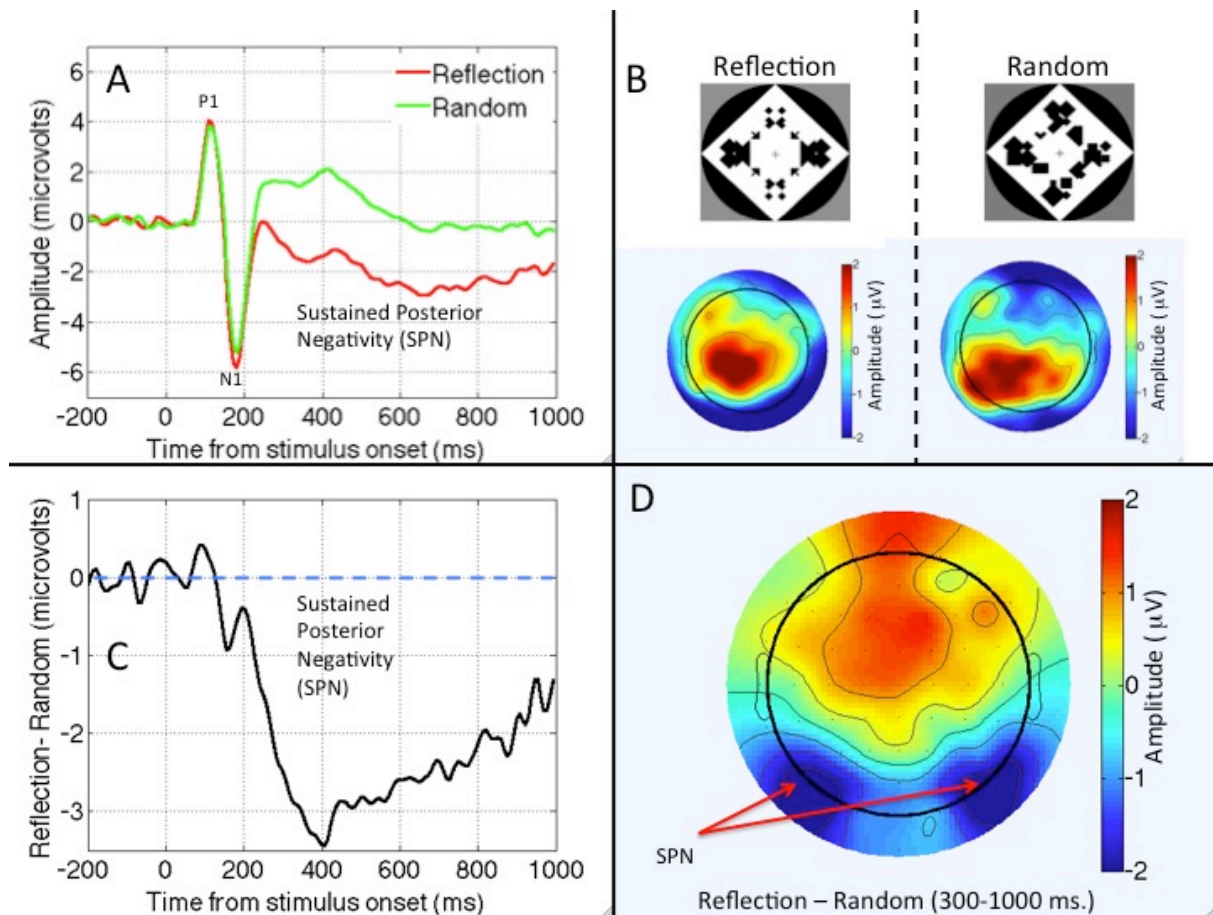 A
Reflection
Random
P1
N1
Sustained Posterior
Negativity (SPN)
Amplitude (microvolts)
6
4
2
0
-2
-4
-6
-200 0 200 400 600 800 1000
Time from stimulus onset (ms)
B
Reflection
Random
2
1
0
-1
-2
Amplitude ( μV)
2
1
0
-1
-2
Amplitude ( μV)
C
Sustained
Posterior
Negativity
(SPN)
Reflection- Random (microvolts)
1
0
-1
-2
-3
-200 0 200 400 600 800 1000
Time from stimulus onset (ms)
D
2
1
0
-1
-2
Amplitude ( μV)
SPN
Reflection – Random (300-1000 ms.)